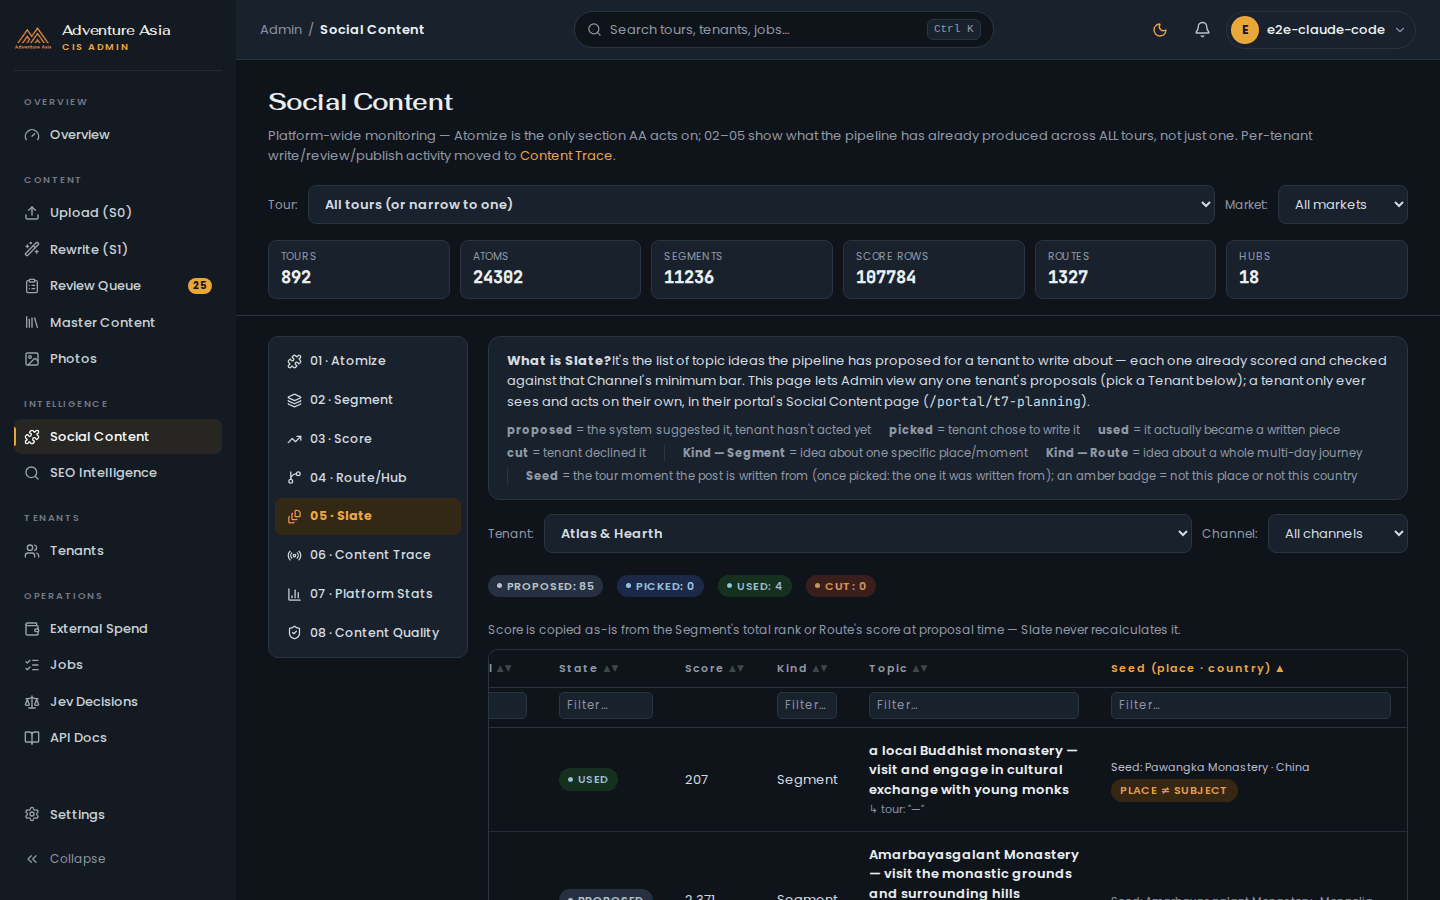 Adventure Asia
Adventure Asia
CIS ADMIN
Admin / Social Content
Search tours, tenants, jobs...
Ctrl K
E
e2e-claude-code
OVERVIEW
Overview
CONTENT
Upload (S0)
Rewrite (S1)
Review Queue
25
Master Content
Photos
INTELLIGENCE
Social Content
SEO Intelligence
TENANTS
Tenants
OPERATIONS
External Spend
Jobs
Jev Decisions
API Docs
Settings
Collapse
Social Content
Platform-wide monitoring — Atomize is the only section AA acts on; 02–05 show what the pipeline has already produced across ALL tours, not just one. Per-tenant
write/review/publish activity moved to Content Trace.
Tour:
All tours (or narrow to one)
Market:
All markets
TOURS
892
ATOMS
24302
SEGMENTS
11236
SCORE ROWS
107784
ROUTES
1327
HUBS
18
01 · Atomize
02 · Segment
03 · Score
04 · Route/Hub
05 · Slate
06 · Content Trace
07 · Platform Stats
08 · Content Quality
What is Slate? It's the list of topic ideas the pipeline has proposed for a tenant to write about — each one already scored and checked
against that Channel's minimum bar. This page lets Admin view any one tenant's proposals (pick a Tenant below); a tenant only ever
sees and acts on their own, in their portal's Social Content page (/portal/t7-planning).
proposed = the system suggested it, tenant hasn't acted yet picked = tenant chose to write it used = it actually became a written piece
cut = tenant declined it Kind — Segment = idea about one specific place/moment Kind — Route = idea about a whole multi-day journey
Seed = the tour moment the post is written from (once picked: the one it was written from); an amber badge = not this place or not this country
Tenant:
Atlas & Hearth
Channel:
All channels
PROPOSED: 85
PICKED: 0
USED: 4
CUT: 0
Score is copied as-is from the Segment's total rank or Route's score at proposal time — Slate never recalculates it.
l ▲▼
State ▲▼
Score ▲▼
Kind ▲▼
Topic ▲▼
Seed (place · country) ▲
Filter...
Filter...
Filter...
Filter...
USED
207
Segment
a local Buddhist monastery —
visit and engage in cultural
exchange with young monks
↳ tour: "—"
Seed: Pawangka Monastery · China
PLACE ≠ SUBJECT
PROPOSED
2,371
Segment
Amarbayasgalant Monastery
— visit the monastic grounds
and surrounding hills
Seed: Amarbayasgalant Monastery · Mongolia